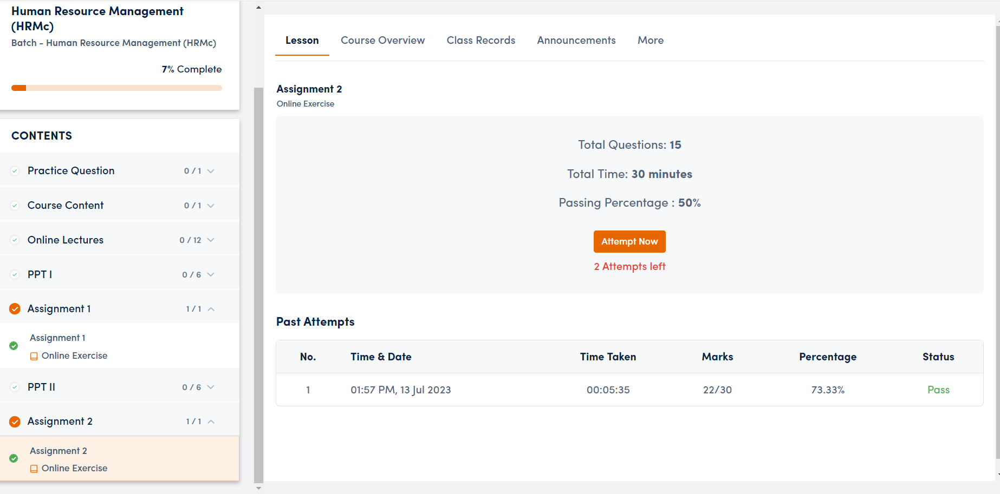 Human Resource Management
(HRMc)
Batch - Human Resource Management (HRMc)
7% Complete
CONTENTS
Practice Question 0 / 1
Course Content 0 / 1
Online Lectures 0 / 12
PPT I 0 / 6
Assignment 1 1 / 1
Assignment 1
Online Exercise
PPT II 0 / 6
Assignment 2 1 / 1
Assignment 2
Online Exercise
Lesson Course Overview Class Records Announcements More
Assignment 2
Online Exercise
Total Questions: 15
Total Time: 30 minutes
Passing Percentage : 50%
Attempt Now
2 Attempts left
Past Attempts
No. Time & Date Time Taken Marks Percentage Status
1 01:57 PM, 13 Jul 2023 00:05:35 22/30 73.33% Pass